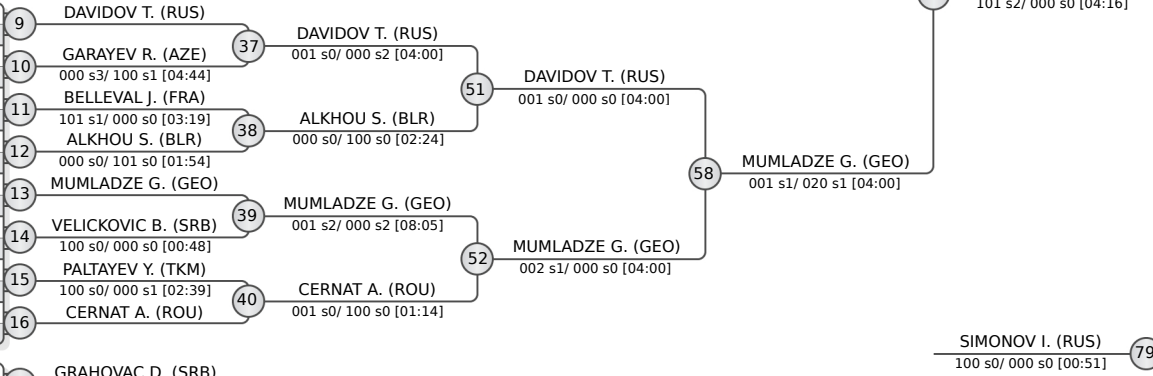 101 s2/ 000 s0 [04:16]
9
DAVIDOV T. (RUS)
10
GARAYEV R. (AZE)
000 s3/ 100 s1 [04:44]
11
BELLEVAL J. (FRA)
101 s1/ 000 s0 [03:19]
12
ALKHOU S. (BLR)
000 s0/ 101 s0 [01:54]
13
MUMLADZE G. (GEO)
14
VELICKOVIC B. (SRB)
100 s0/ 000 s0 [00:48]
15
PALTAYEV Y. (TKM)
100 s0/ 000 s1 [02:39]
16
CERNAT A. (ROU)
GRAHOVAC D. (SRB)
37
DAVIDOV T. (RUS)
001 s0/ 000 s2 [04:00]
38
ALKHOU S. (BLR)
000 s0/ 100 s0 [02:24]
39
MUMLADZE G. (GEO)
001 s2/ 000 s2 [08:05]
40
CERNAT A. (ROU)
001 s0/ 100 s0 [01:14]
51
DAVIDOV T. (RUS)
001 s0/ 000 s0 [04:00]
52
MUMLADZE G. (GEO)
002 s1/ 000 s0 [04:00]
58
MUMLADZE G. (GEO)
001 s1/ 020 s1 [04:00]
SIMONOV I. (RUS)
100 s0/ 000 s0 [00:51]
79